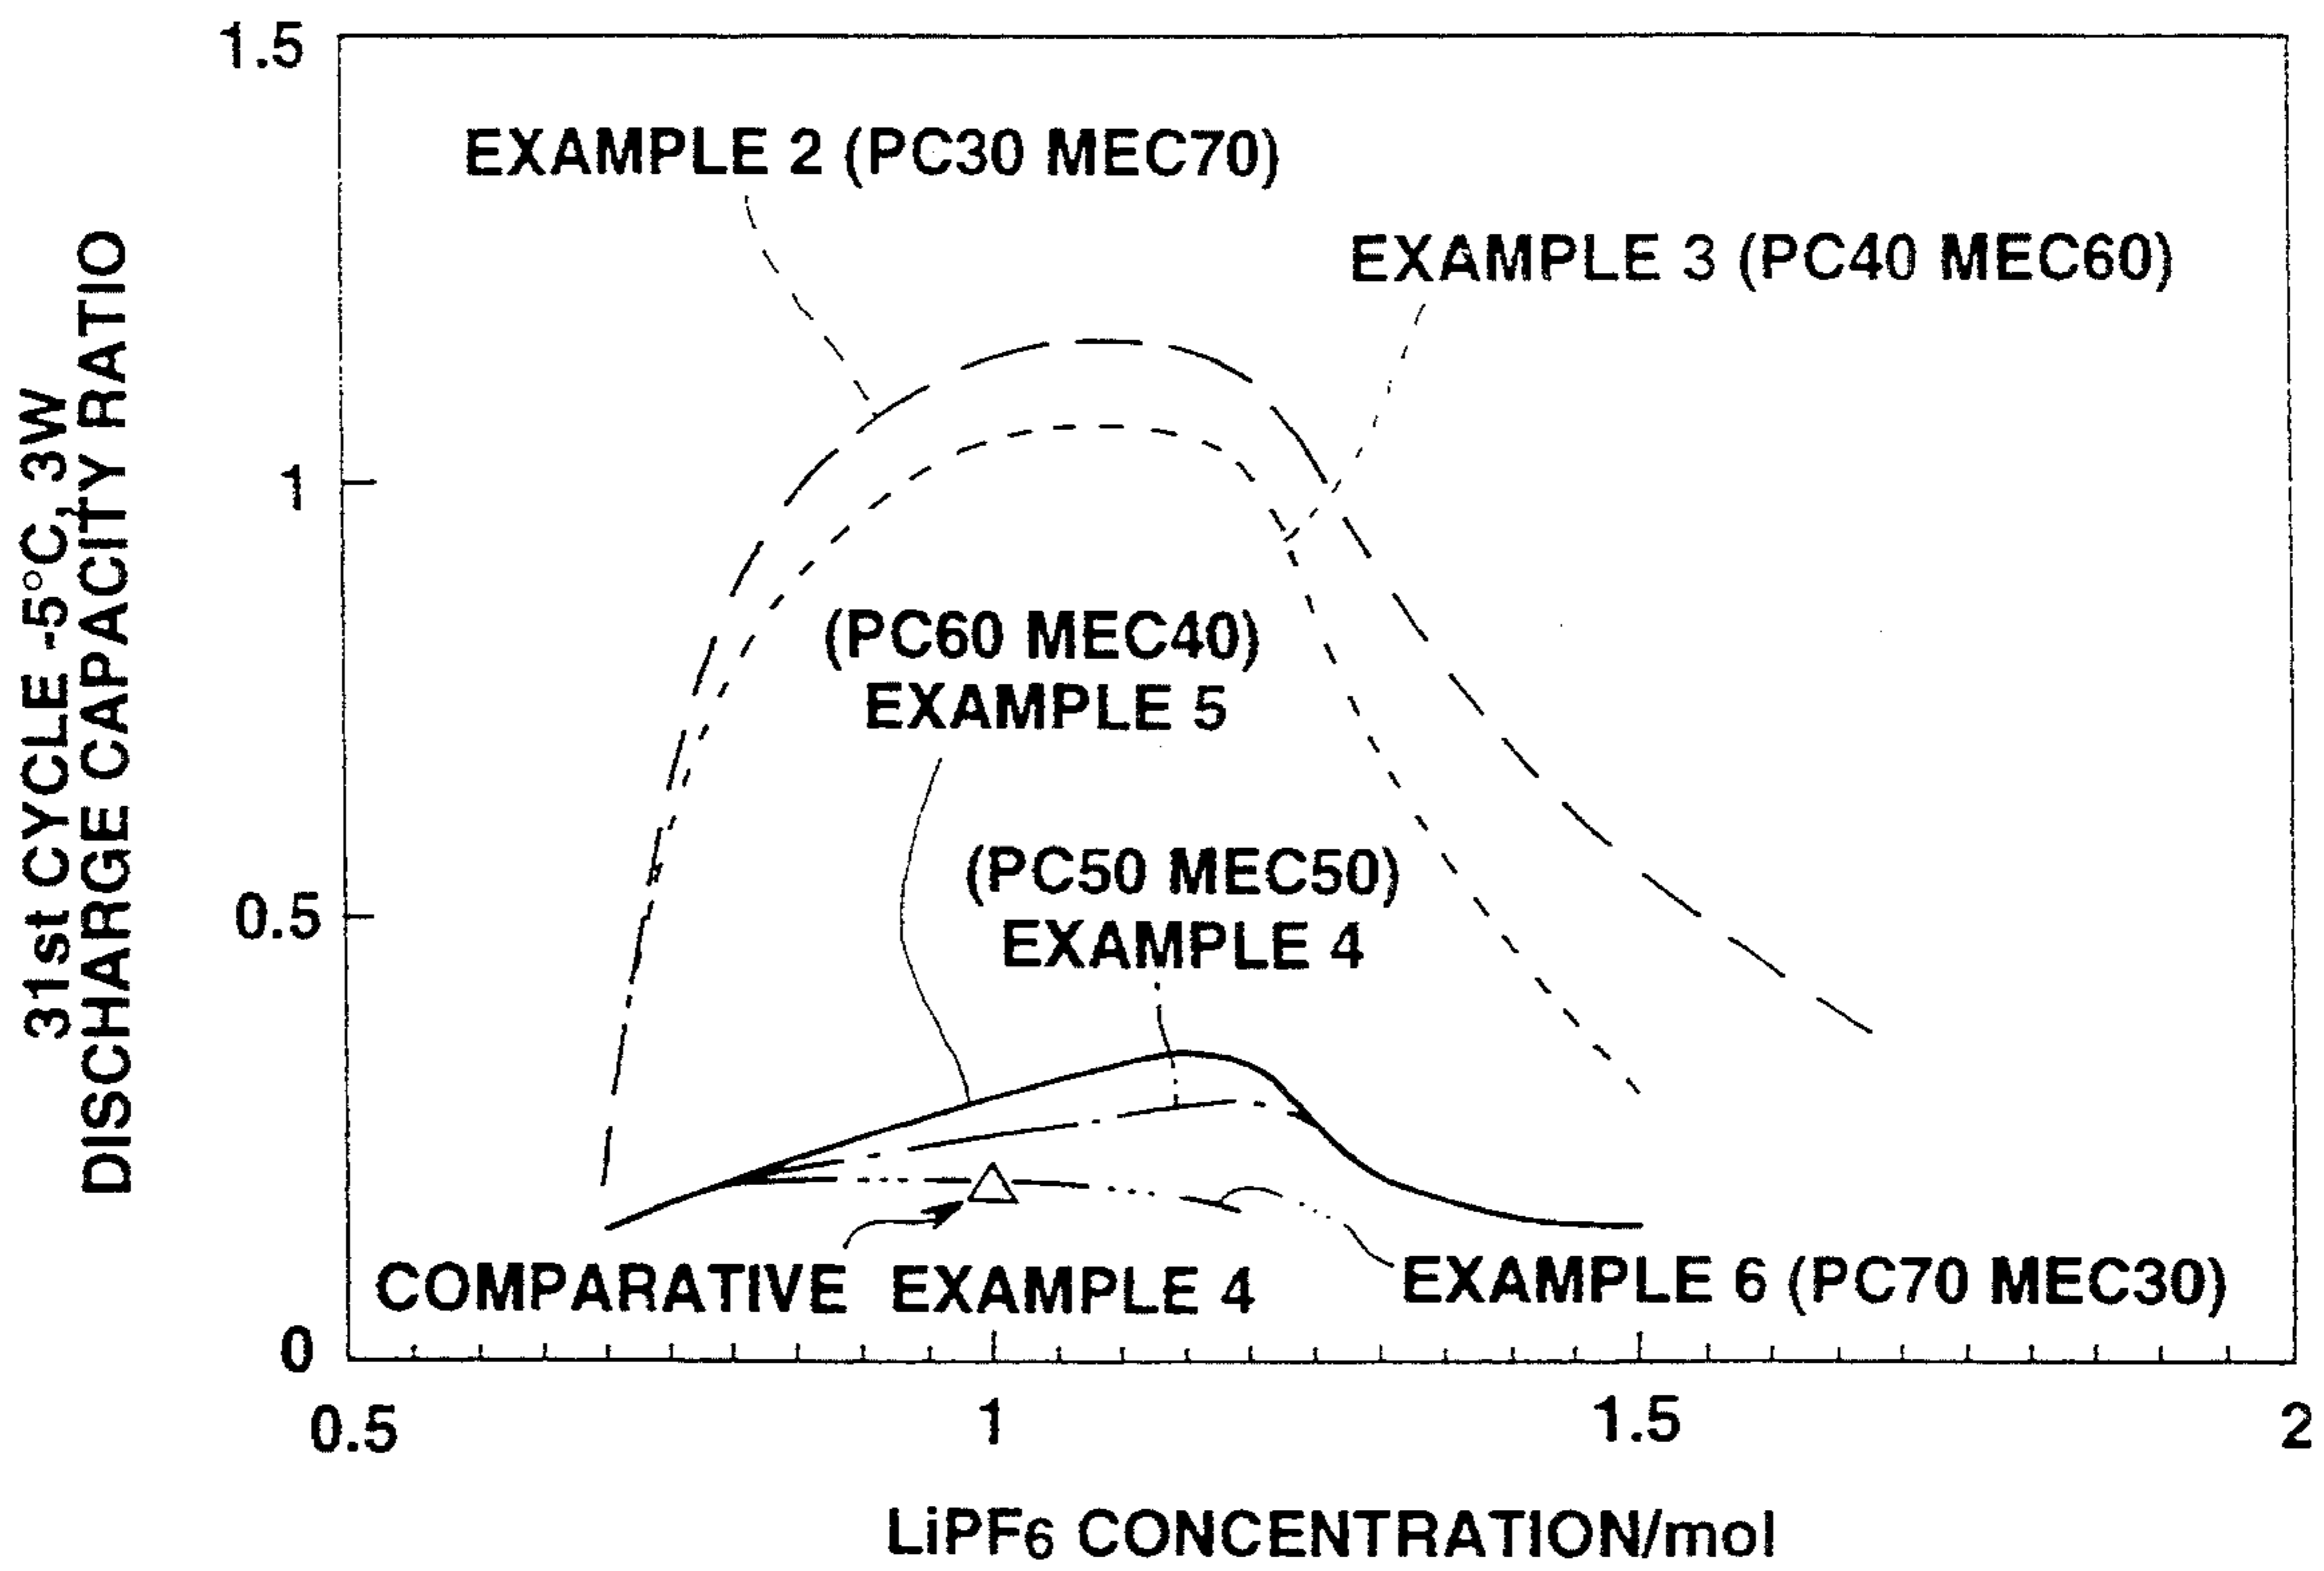 1.5
EXAMPLE 2 (PC30 MEC70)
EXAMPLE 3 (PC40 MEC60)
31st CYCLE -5°C, 3W
DISCHARGE CAPACITY RATIO
1
(PC60 MEC40)
EXAMPLE 5
(PC50 MEC50)
EXAMPLE 4
0.5
COMPARATIVE EXAMPLE 4
EXAMPLE 6 (PC70 MEC30)
0
0.5
1
1.5
2
LiPF6 CONCENTRATION/mol